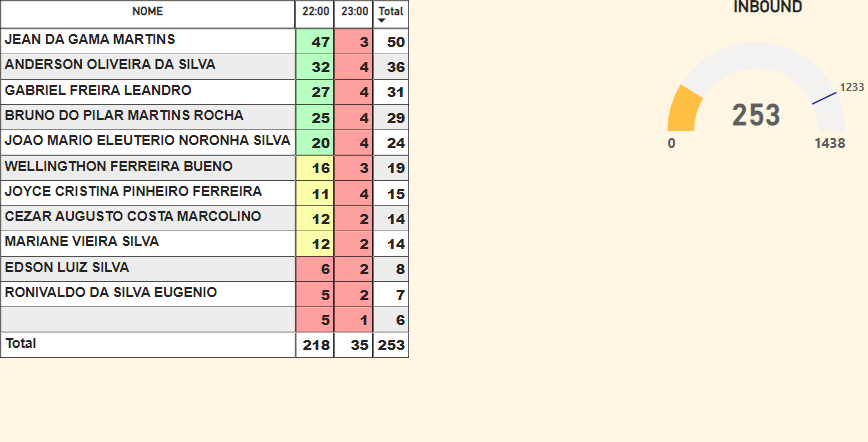 NOME 22:00 23:00 Total
JEAN DA GAMA MARTINS 47 3 50
ANDERSON OLIVEIRA DA SILVA 32 4 36
GABRIEL FREIRA LEANDRO 27 4 31
BRUNO DO PILAR MARTINS ROCHA 25 4 29
JOAO MARIO ELEUTERIO NORONHA SILVA 20 4 24
WELLINGTHON FERREIRA BUENO 16 3 19
JOYCE CRISTINA PINHEIRO FERREIRA 11 4 15
CEZAR AUGUSTO COSTA MARCOLINO 12 2 14
MARIANE VIEIRA SILVA 12 2 14
EDSON LUIZ SILVA 6 2 8
RONIVALDO DA SILVA EUGENIO 5 2 7
5 1 6
Total 218 35 253
INBOUND
1233
253
0 1438